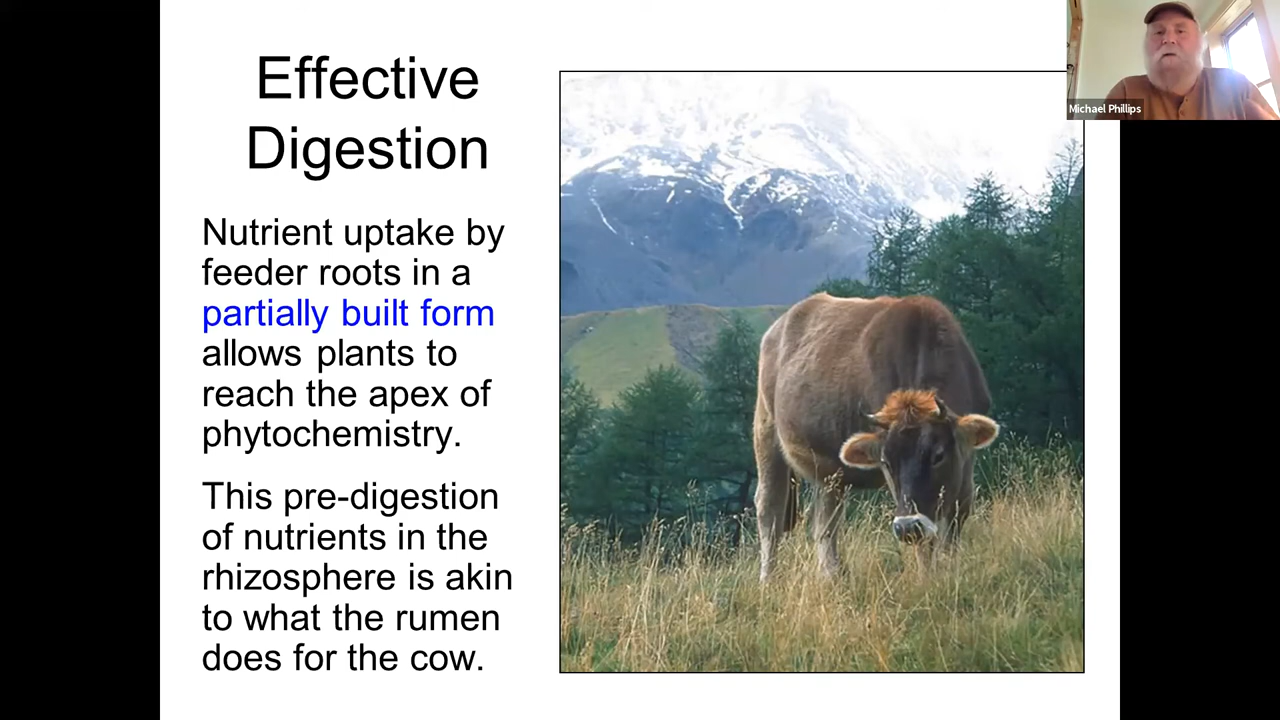 Effective
Digestion
Nutrient uptake by
feeder roots in a
partially built form
allows plants to
reach the apex of
phytochemistry.
This pre-digestion
of nutrients in the
rhizosphere is akin
to what the rumen
does for the cow.
Michael Phillips